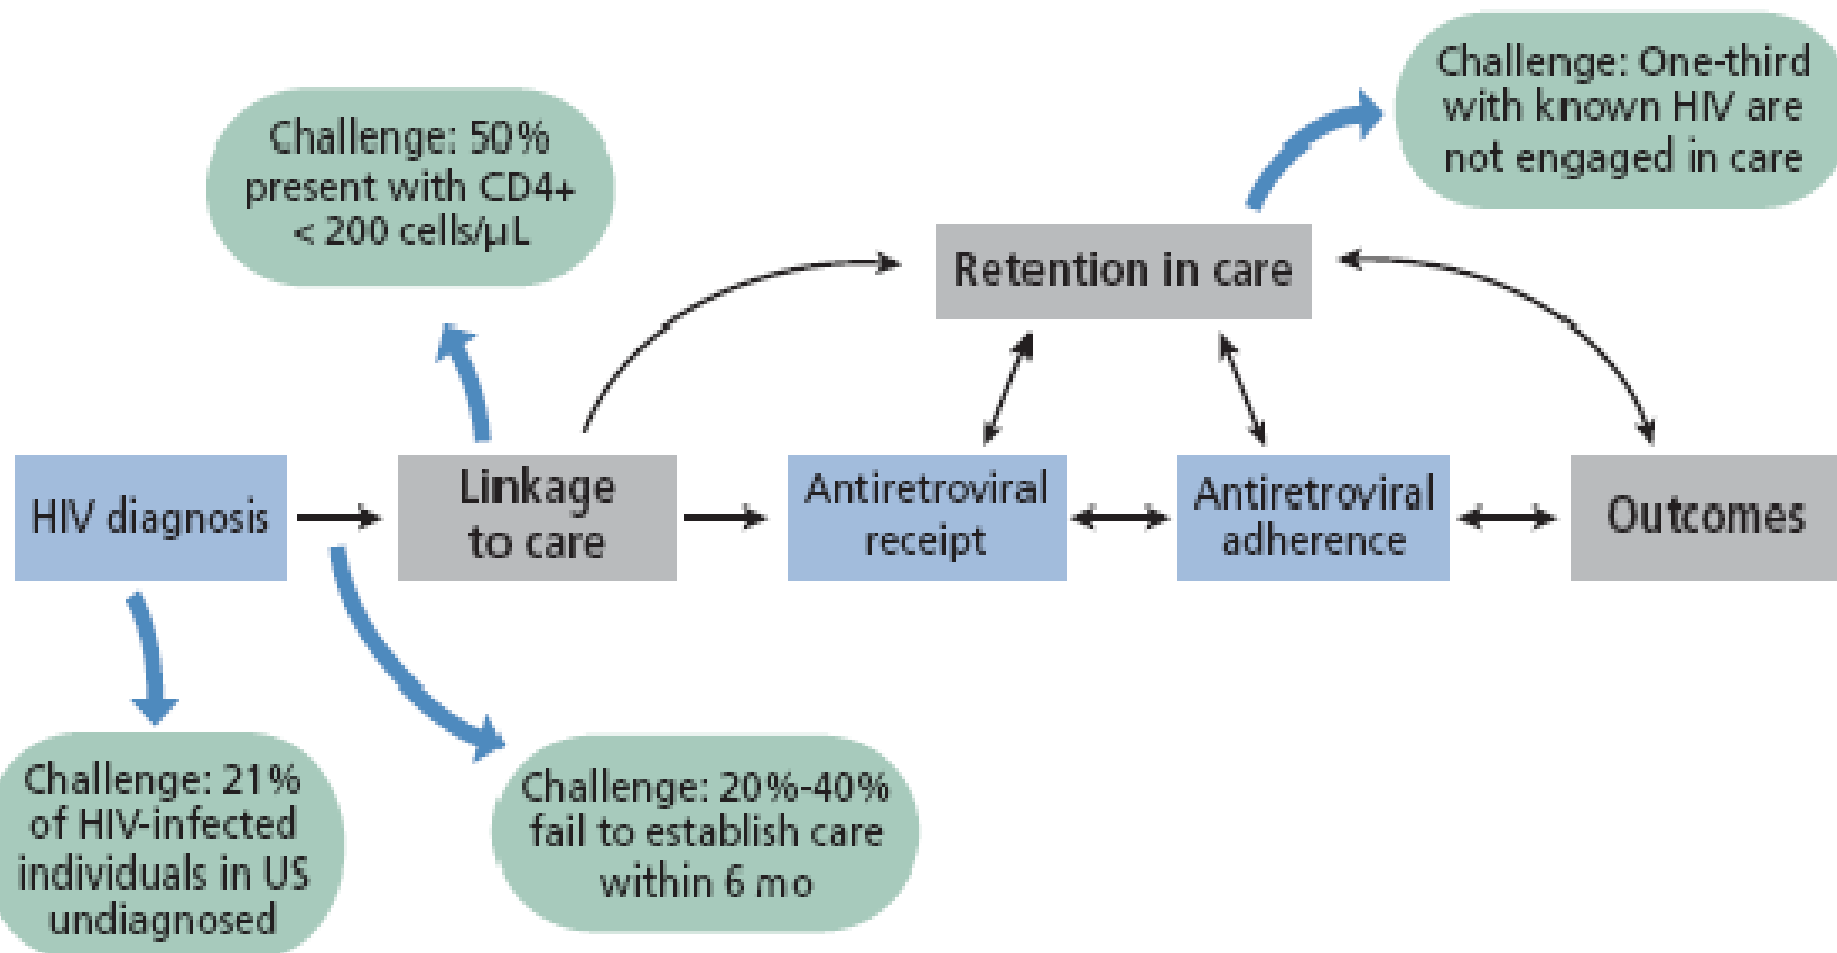 Challenge: One-third
with known HIV are
not engaged in care
Challenge: 50%
present with CD4+
< 200 cells/µL
Retention in care
HIV diagnosis
Linkage
to care
Antiretroviral
receipt
Antiretroviral
adherence
Outcomes
Challenge: 21%
of HIV-infected
individuals in US
undiagnosed
Challenge: 20%-40%
fail to establish care
within 6 mo